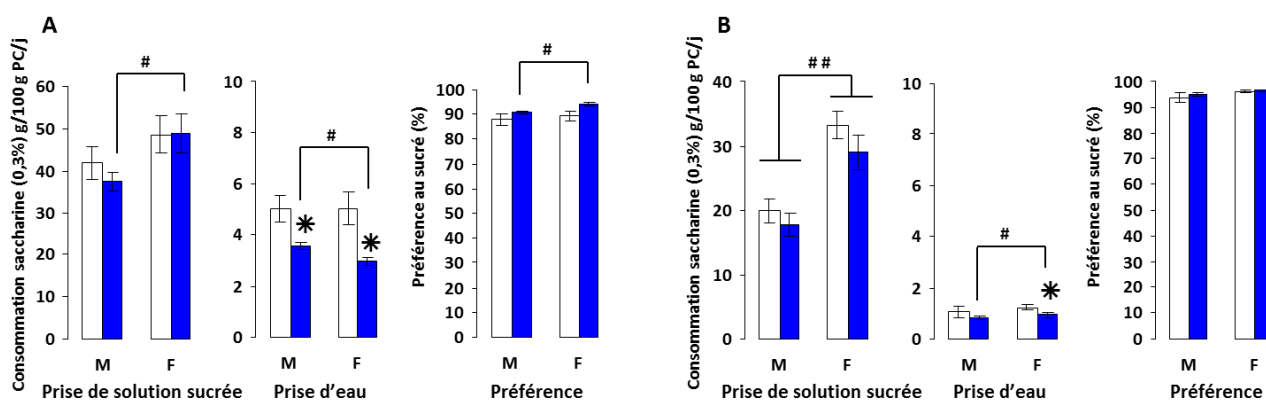 A
Consommation saccharine (0,3%) g/100 g PC/j
60
50
40
30
20
10
0
#
M F
Prise de solution sucrée
10
8
6
4
2
0
#
M F
Prise d'eau
Préférence au sucré (%)
100
90
80
70
60
50
40
30
20
10
0
#
M F
Préférence
B
Consommation saccharine (0,3%) g/100 g PC/j
40
30
20
10
0
# #
M F
Prise de solution sucrée
10
8
6
4
2
0
#
M F
Prise d'eau
Préférence au sucré (%)
100
90
80
70
60
50
40
30
20
10
0
M F
Préférence